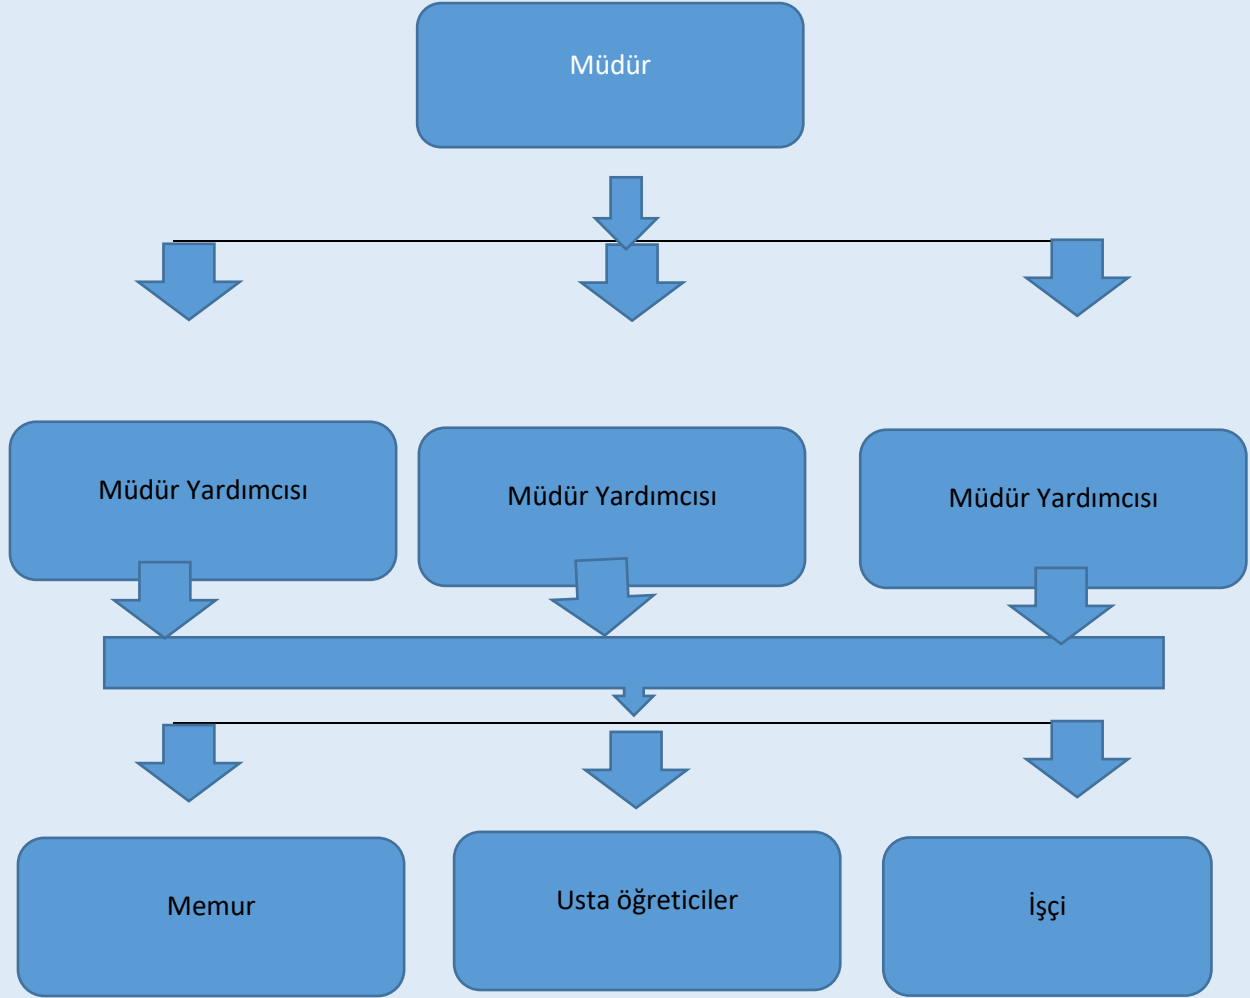 Müdür
Müdür Yardımcısı
Müdür Yardımcısı
Müdür Yardımcısı
Memur
Usta öğreticiler
İşçi